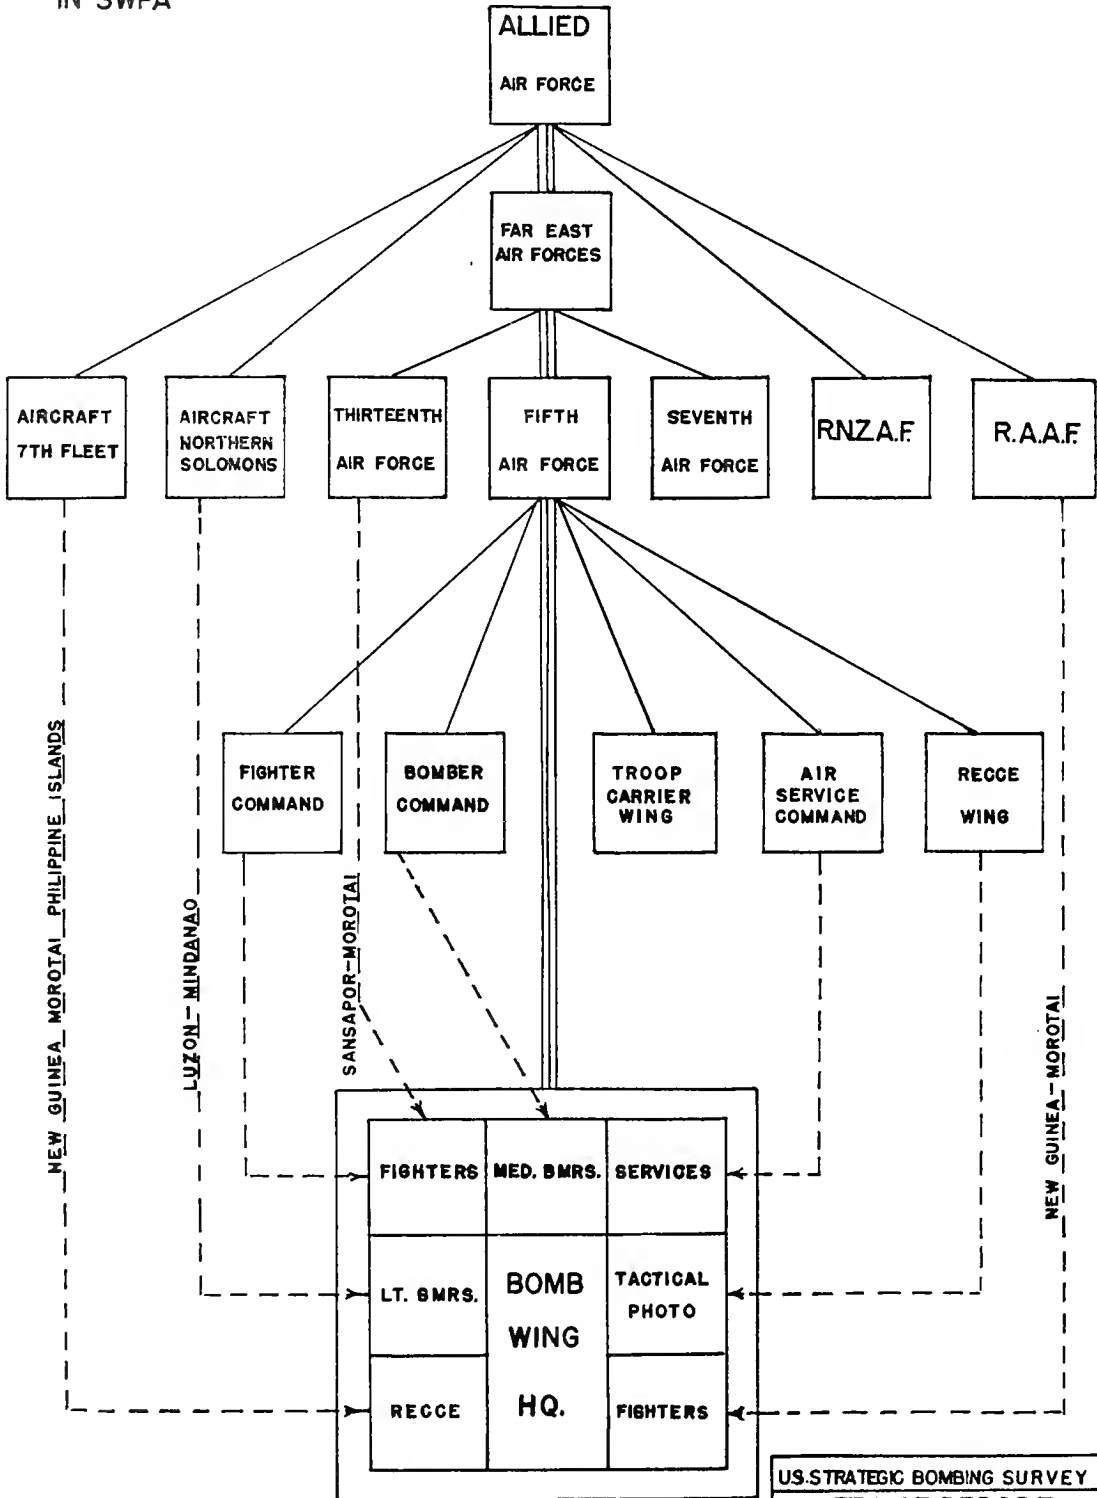 IN SWPA
ALLIED
AIR FORCE
FAR EAST
AIR FORCES
AIRCRAFT
7TH FLEET
AIRCRAFT
NORTHERN
SOLOMONS
THIRTEENTH
AIR FORCE
FIFTH
AIR FORCE
SEVENTH
AIR FORCE
R.N.Z.A.F.
R.A.A.F.
FIGHTER
COMMAND
BOMBER
COMMAND
TROOP
CARRIER
WING
AIR
SERVICE
COMMAND
RECCE
WING
NEW GUINEA MOROTAI PHILIPPINE ISLANDS
LUZON-MINDANAO
SANSAPOR-MOROTAI
NEW GUINEA-MOROTAI
FIGHTERS
MED. BMRS.
SERVICES
LT. BMRS.
BOMB
WING
HQ.
TACTICAL
PHOTO
RECCE
FIGHTERS
U.S. STRATEGIC BOMBING SURVEY